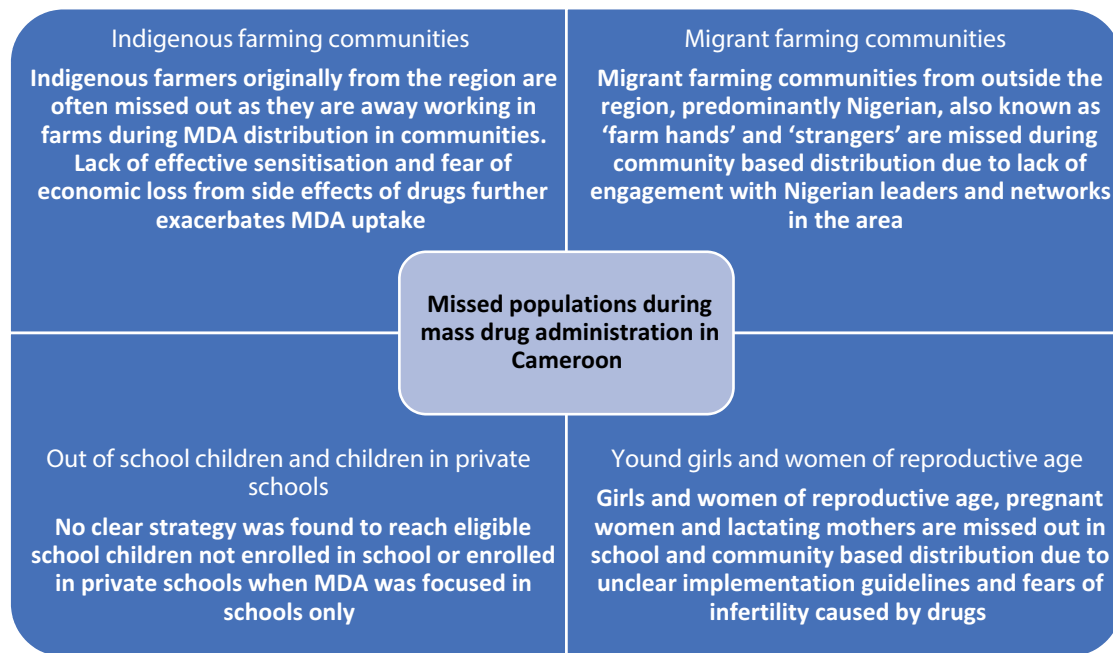 Indigenous farming communities
Indigenous farmers originally from the region are
often missed out as they are away working in
farms during MDA distribution in communities.
Lack of effective sensitisation and fear of
economic loss from side effects of drugs further
exacerbates MDA uptake
Migrant farming communities
Migrant farming communities from outside the
region, predominantly Nigerian, also known as
‘farm hands’ and ‘strangers’ are missed during
community based distribution due to lack of
engagement with Nigerian leaders and networks
in the area
Missed populations during
mass drug administration in
Cameroon
Out of school children and children in private
schools
No clear strategy was found to reach eligible
school children not enrolled in school or enrolled
in private schools when MDA was focused in
schools only
Young girls and women of reproductive age
Girls and women of reproductive age, pregnant
women and lactating mothers are missed out in
school and community based distribution due to
unclear implementation guidelines and fears of
infertility caused by drugs